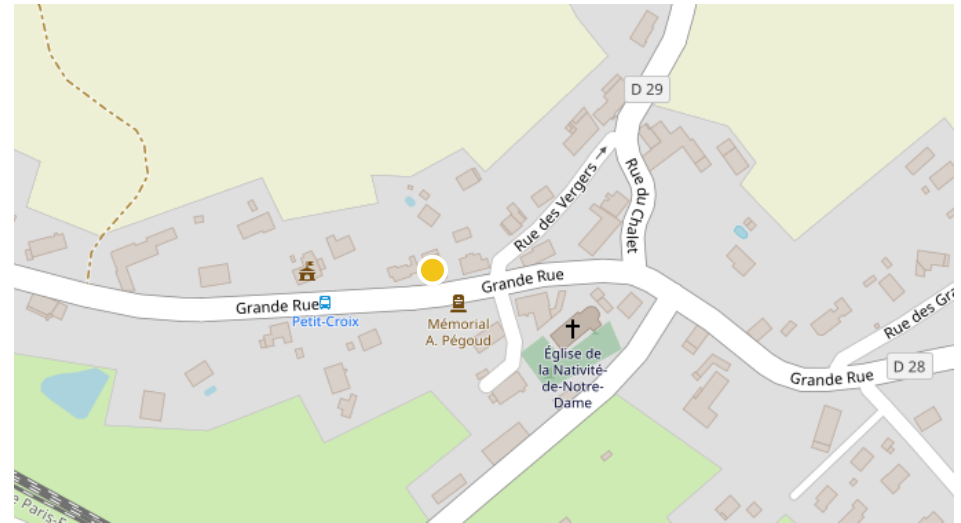 D 29
Rue des Vergers →
Rue du Chalet
Grande Rue
Grande Rue
Petit-Croix
Mémorial
A. Pégoud
Église de
la Nativité-
de-Notre-
Dame
Rue des
Grande Rue
D 28
Paris-